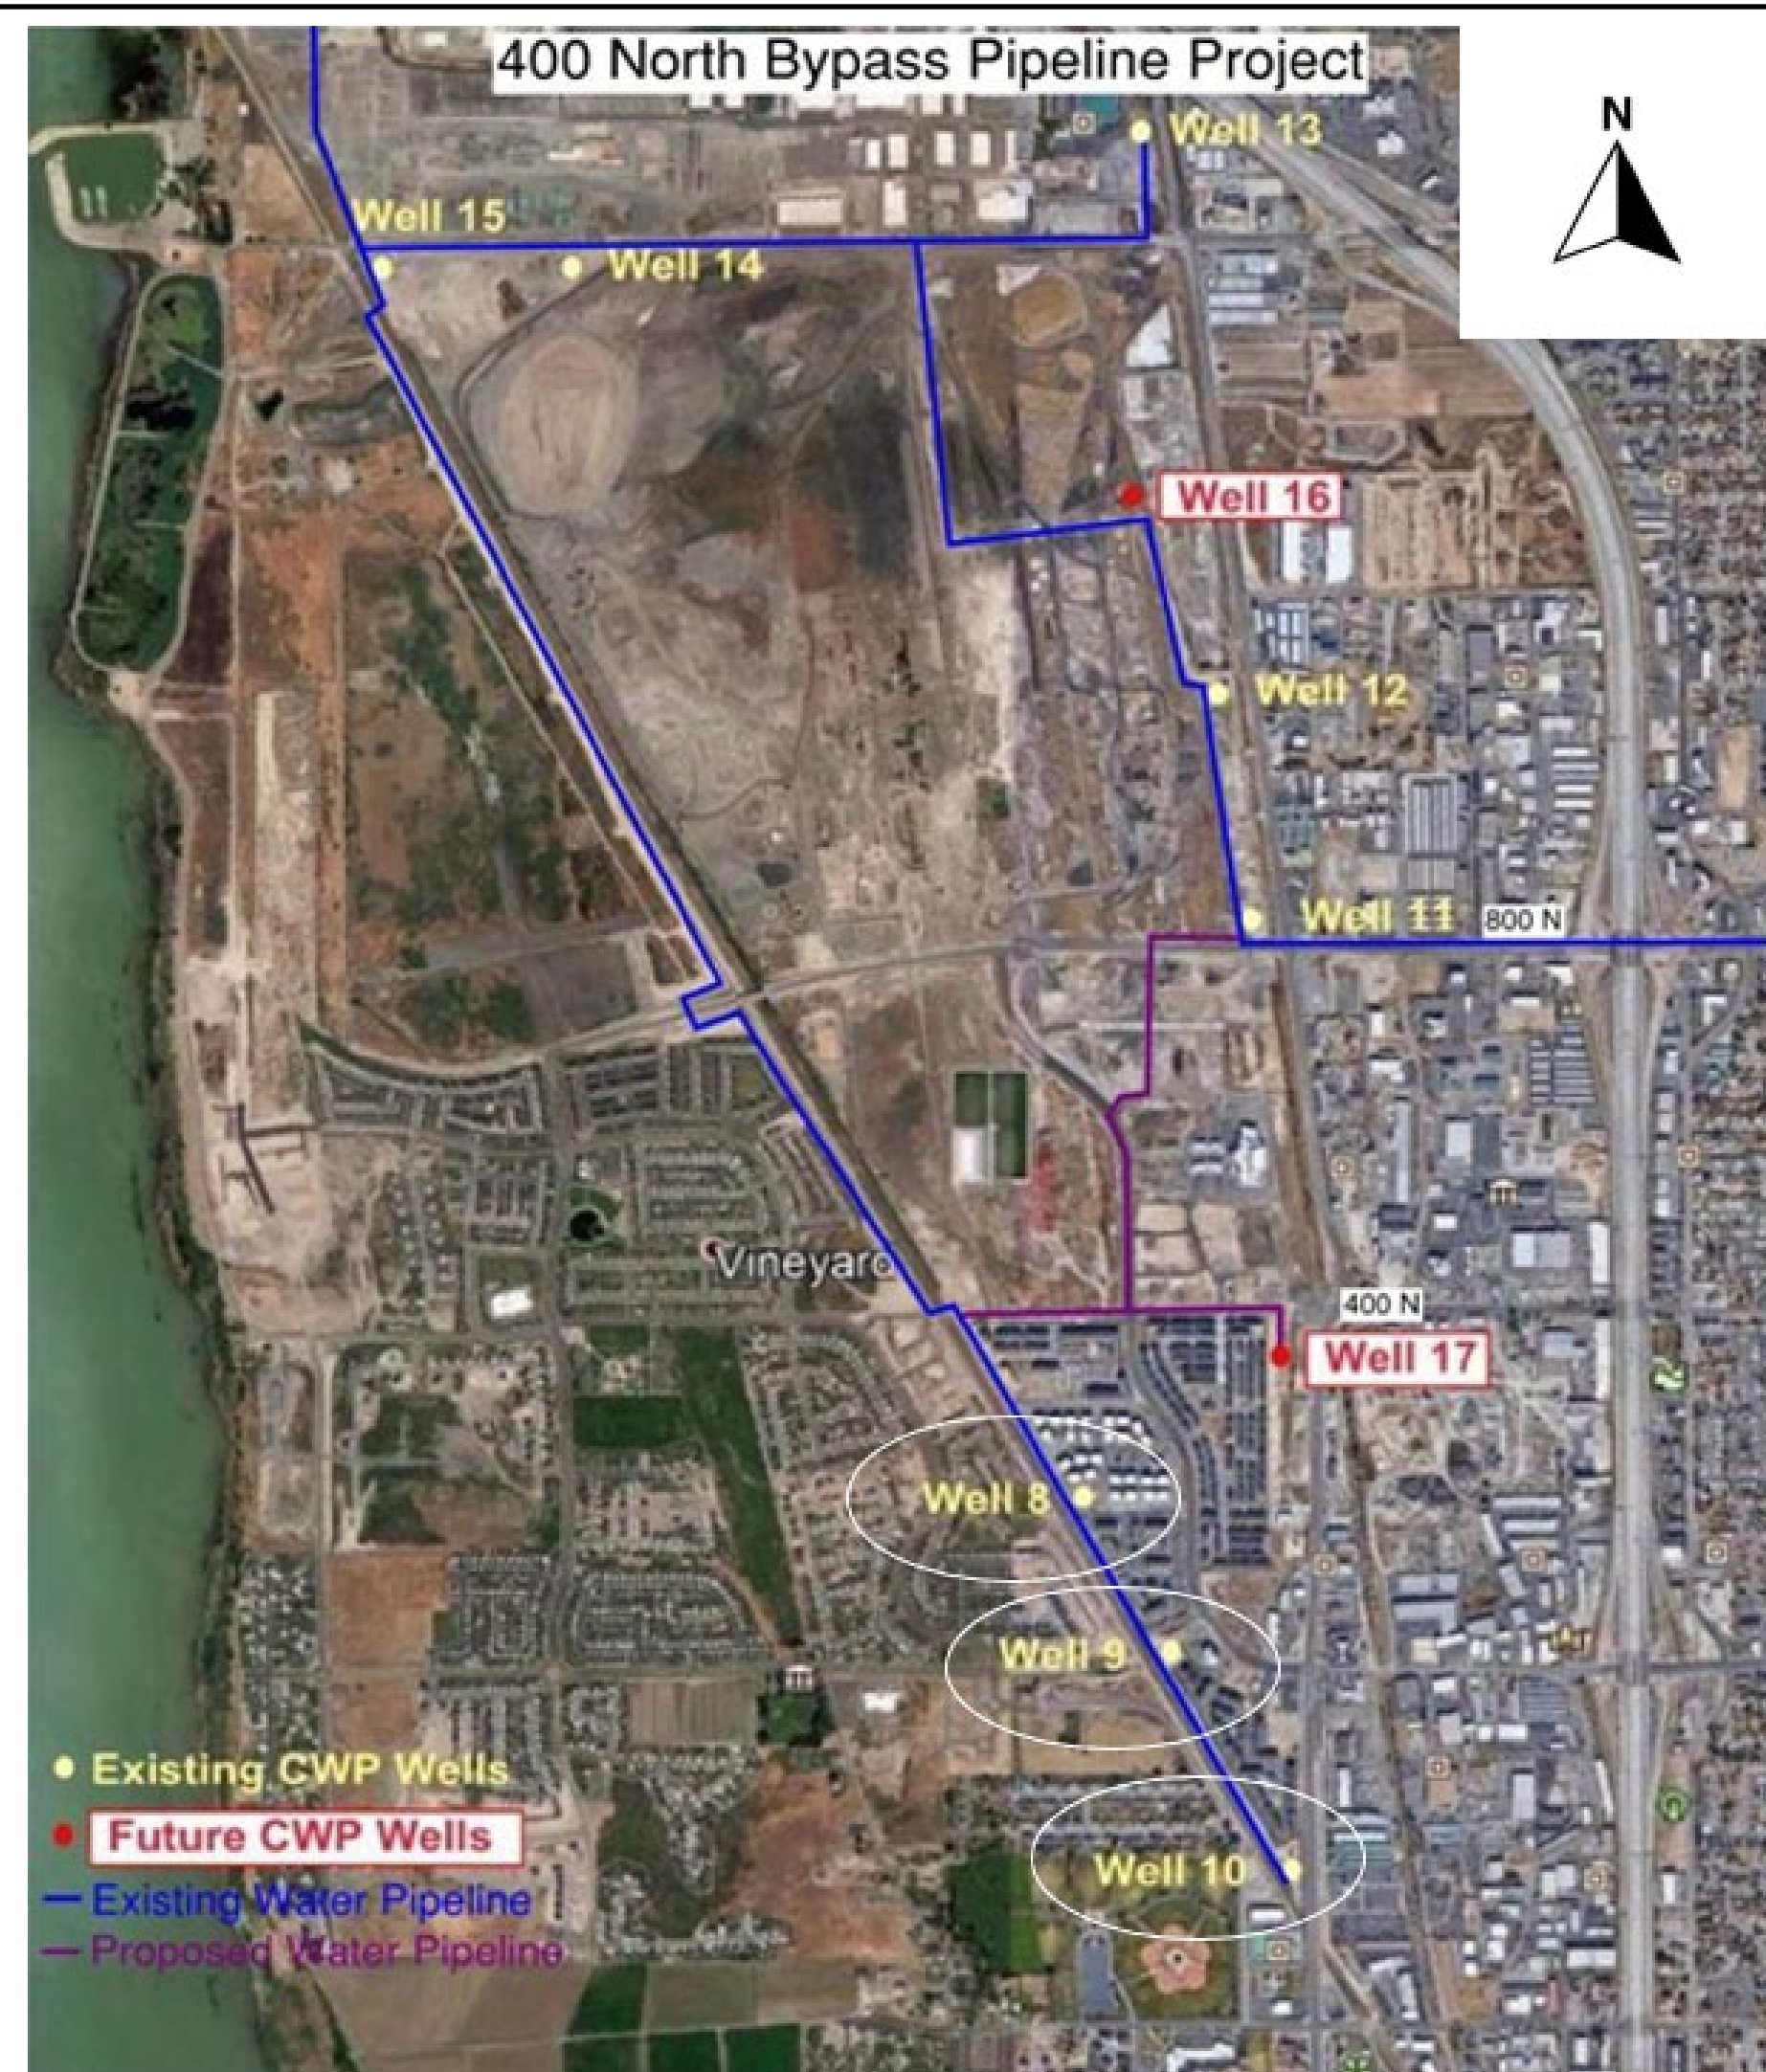 400 North Bypass Pipeline Project
N
Well 13
Well 15
Well 14
Well 16
Well 12
Well 11
800 N
Vineyard
400 N
Well 17
Well 8
Well 9
Well 10
Existing CWP Wells
Future CWP Wells
Existing Water Pipeline
Proposed Water Pipeline